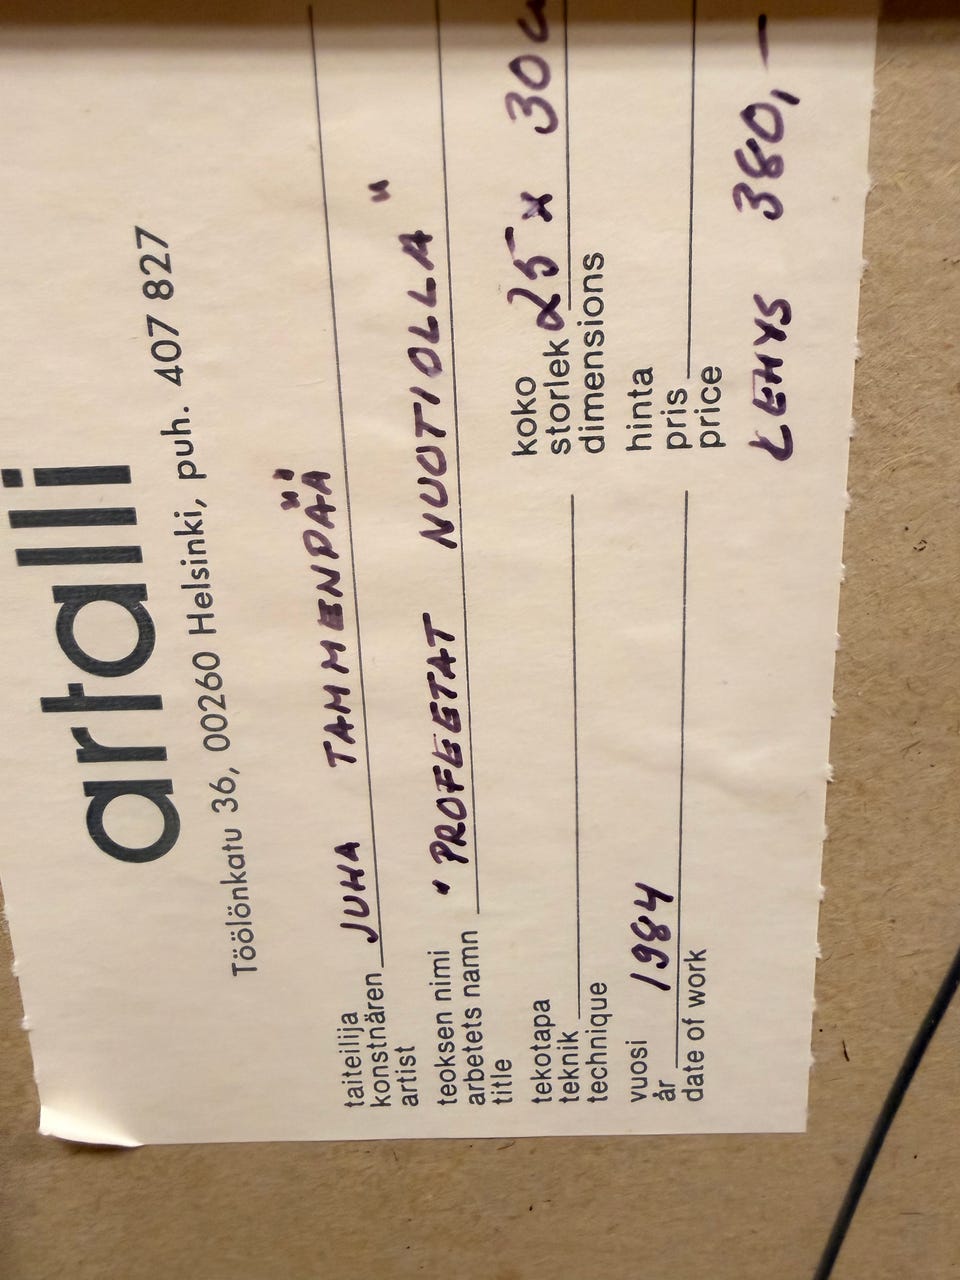 artalli
Töölönkatu 36, 00260 Helsinki, puh. 407 827
taiteilija
konstnären JUHA TAMMENPÄÄ
artist
teoksen nimi
arbetets namn "PROFEETAT NUOTIOLLA"
title
tekotapa
teknik
technique
koko
storlek 25 x 30
dimensions
vuosi
år 1984
date of work
hinta
pris
price
LEHYS 380,-